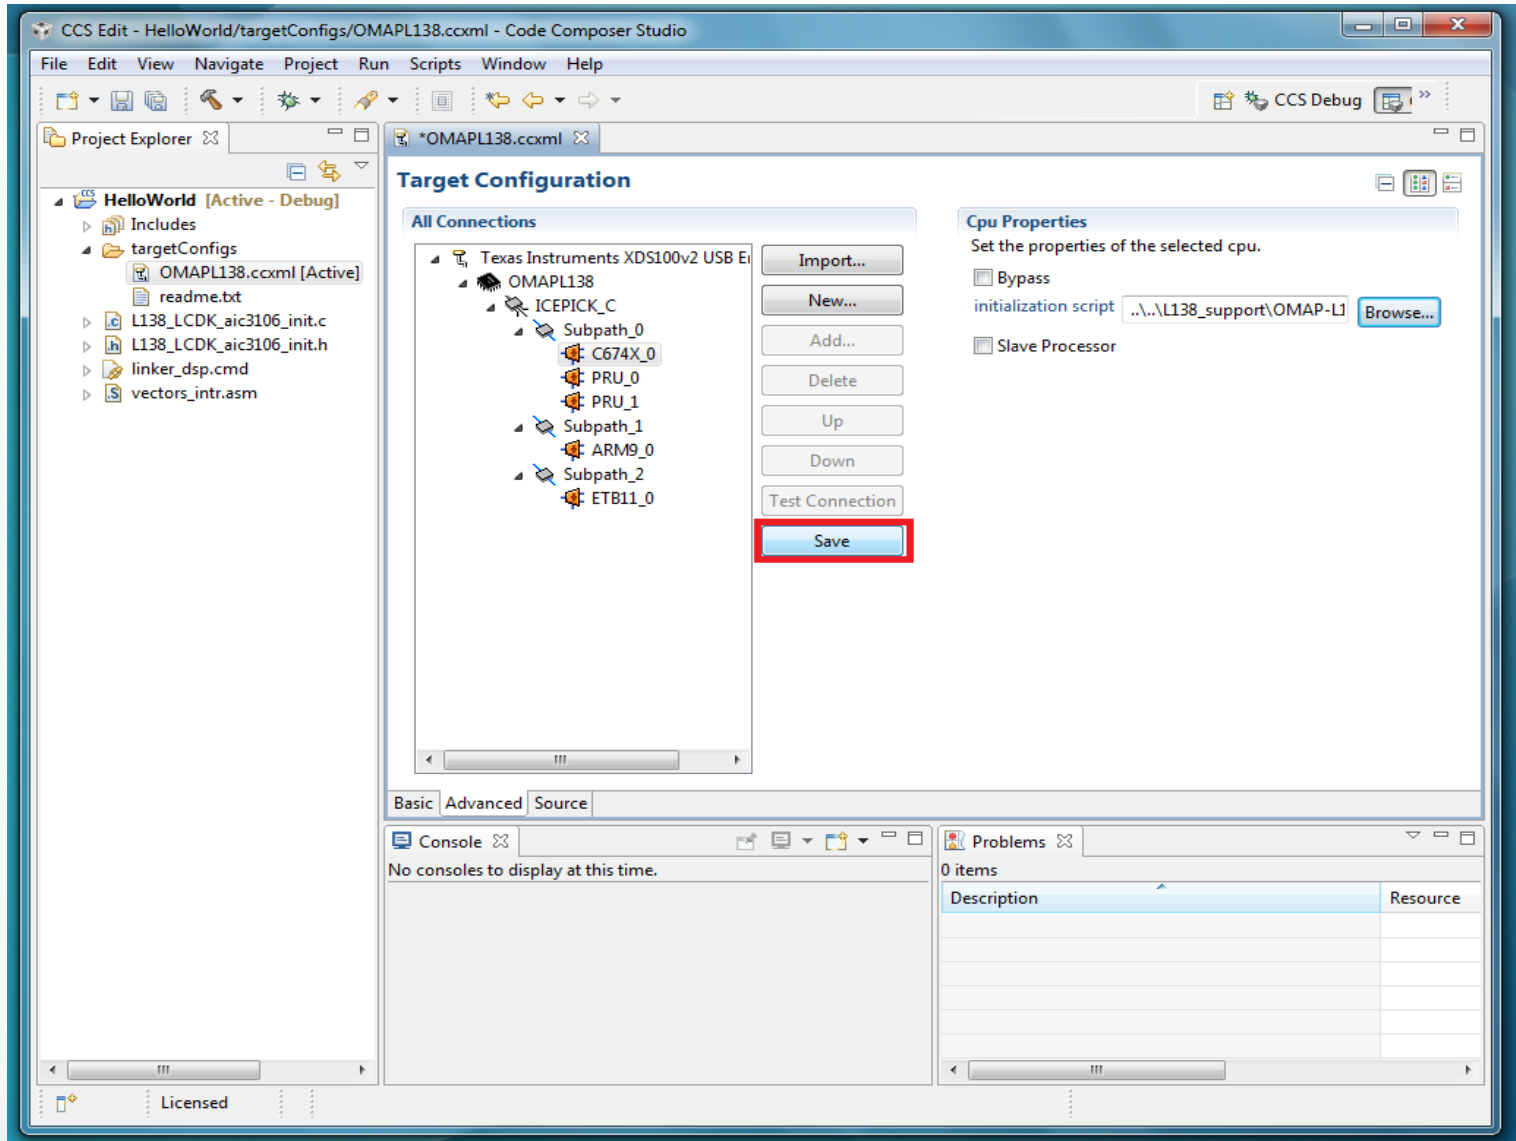 CCS Edit - HelloWorld/targetConfigs/OMAPL138.ccxml - Code Composer Studio
File Edit View Navigate Project Run Scripts Window Help
CCS Debug
Project Explorer
HelloWorld [Active - Debug]
Includes
targetConfigs
OMAPL138.ccxml [Active]
readme.txt
L138_LCDK_aic3106_init.c
L138_LCDK_aic3106_init.h
linker_dsp.cmd
vectors_intr.asm
*OMAPL138.ccxml
Target Configuration
All Connections
Texas Instruments XDS100v2 USB
OMAPL138
ICEPICK_C
Subpath_0
C674X_0
PRU_0
PRU_1
Subpath_1
ARM9_0
Subpath_2
ETB11_0
Import...
New...
Add...
Delete
Up
Down
Test Connection
Save
Cpu Properties
Set the properties of the selected cpu.
Bypass
initialization script ..\..\L138_support\OMAP-L1 Browse...
Slave Processor
Basic Advanced Source
Console
No consoles to display at this time.
Problems
0 items
Description Resource
Licensed